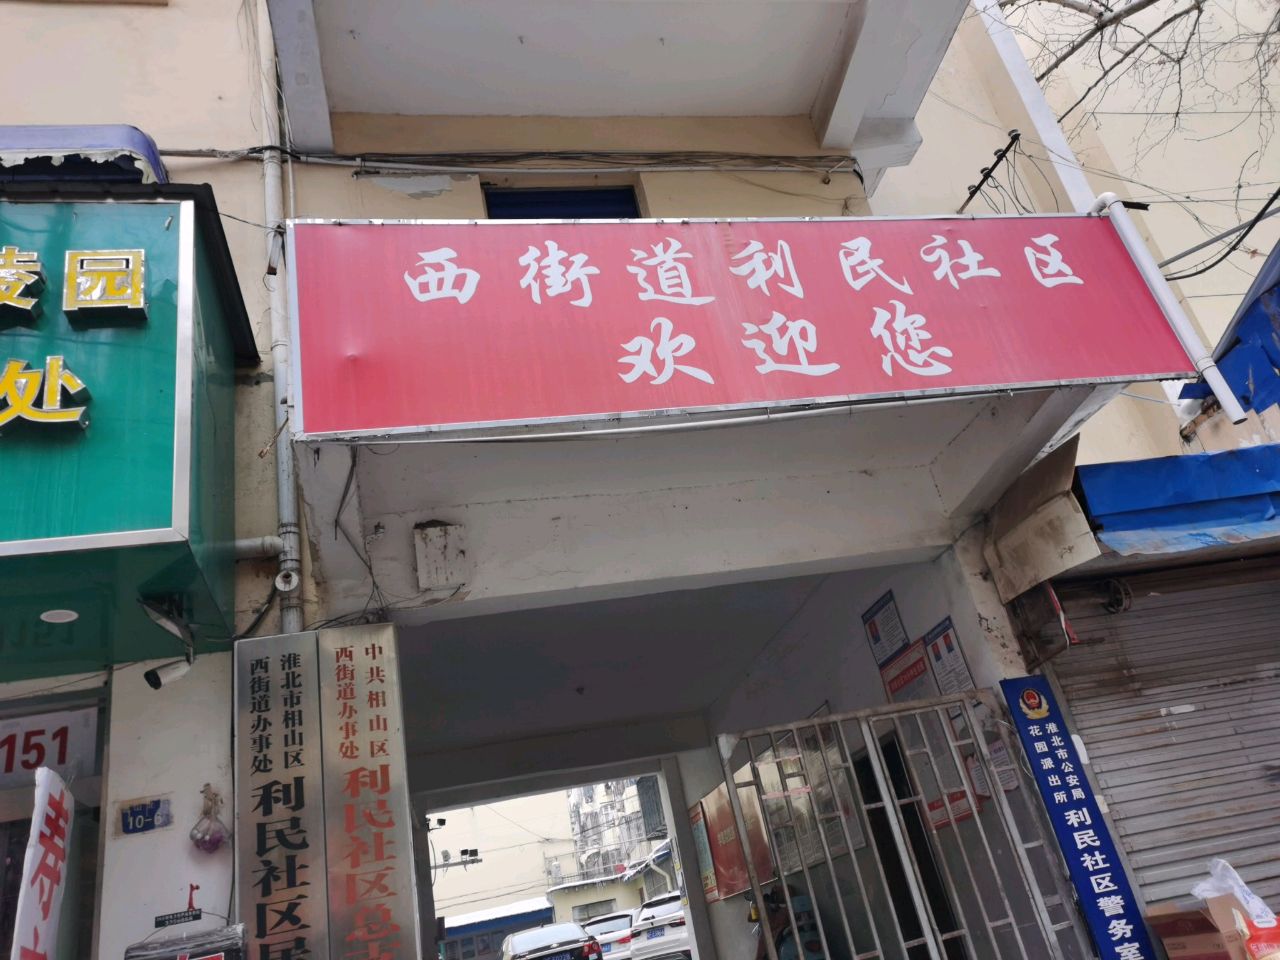 西街道利民社区
欢迎您
园
处
淮北市相山区
西街道办事处
利民社区居
中共相山区
西街道办事处
利民社区总支
淮北市公安局
花园派出所
利民社区警务室
151
10-6